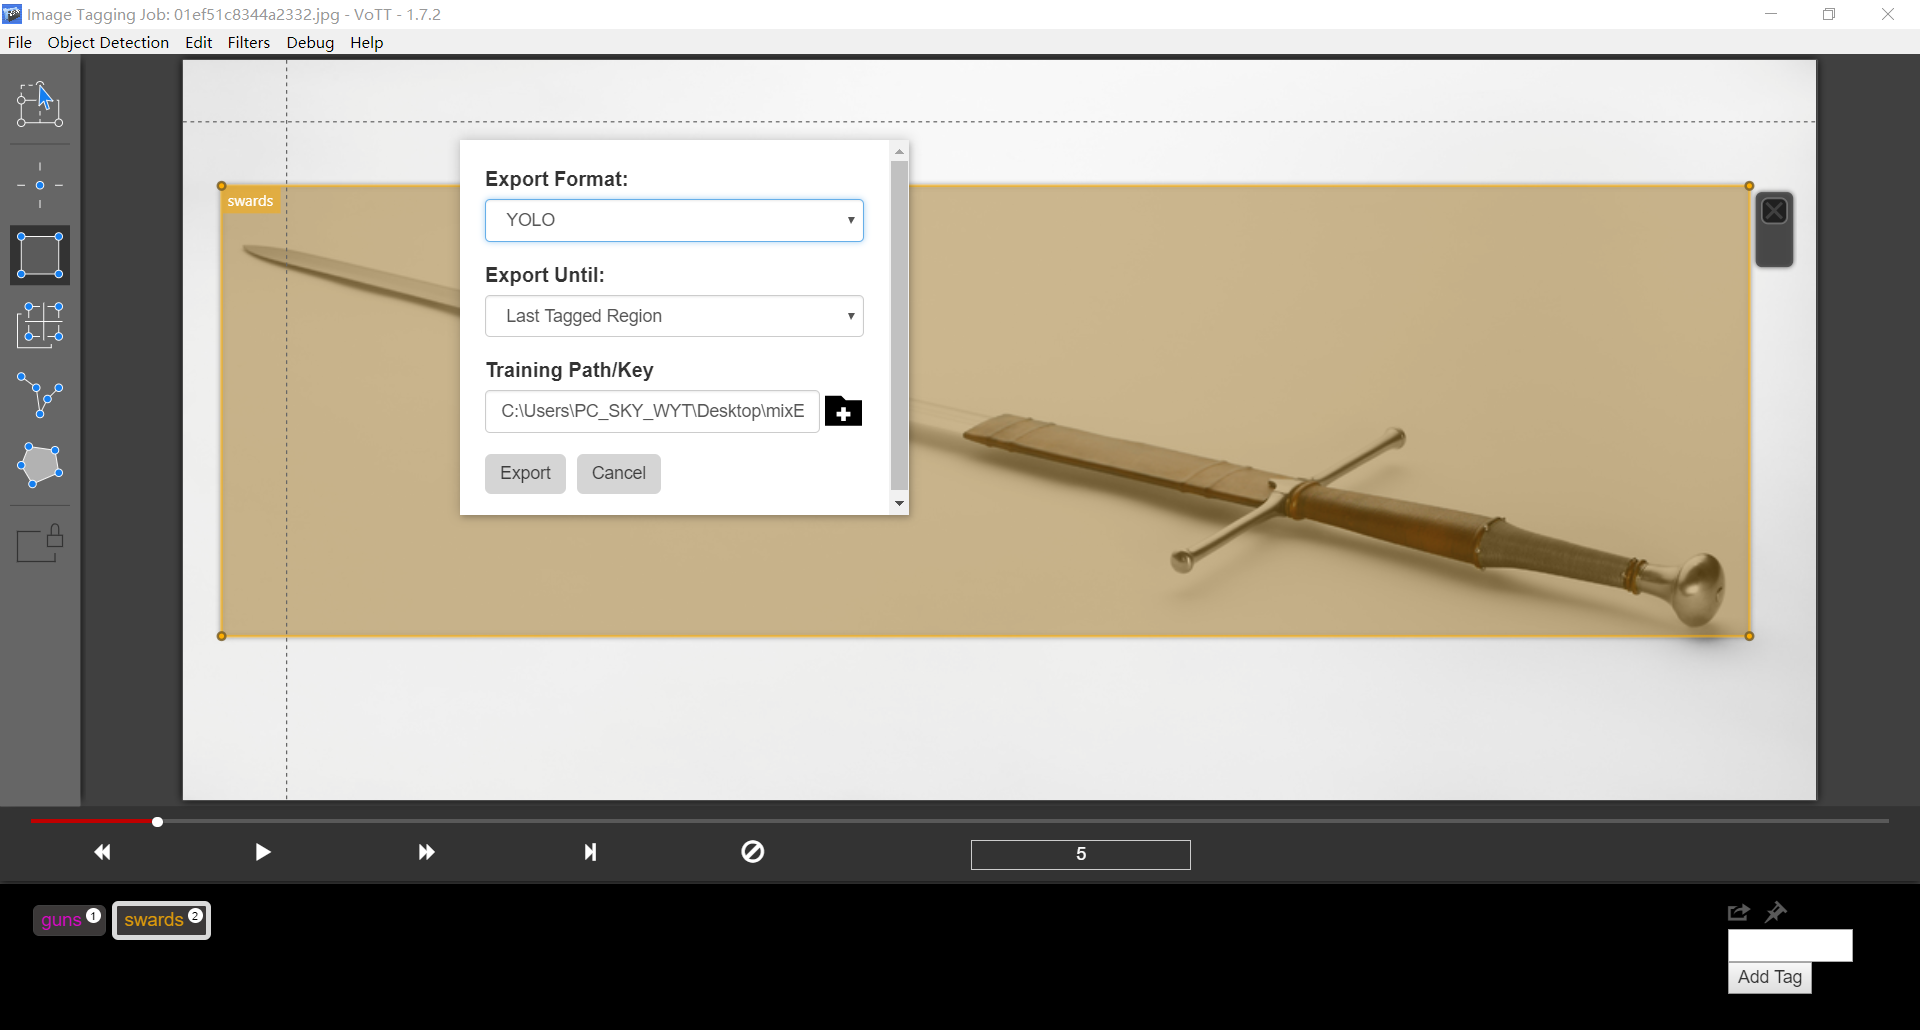 Image Tagging Job: 01ef51c8344a2332.jpg - VoTT - 1.7.2
File Object Detection Edit Filters Debug Help
swards
Export Format:
YOLO
Export Until:
Last Tagged Region
Training Path/Key
C:\Users\PC_SKY_WYT\Desktop\mixE
Export Cancel
5
guns 1 swards 2
Add Tag